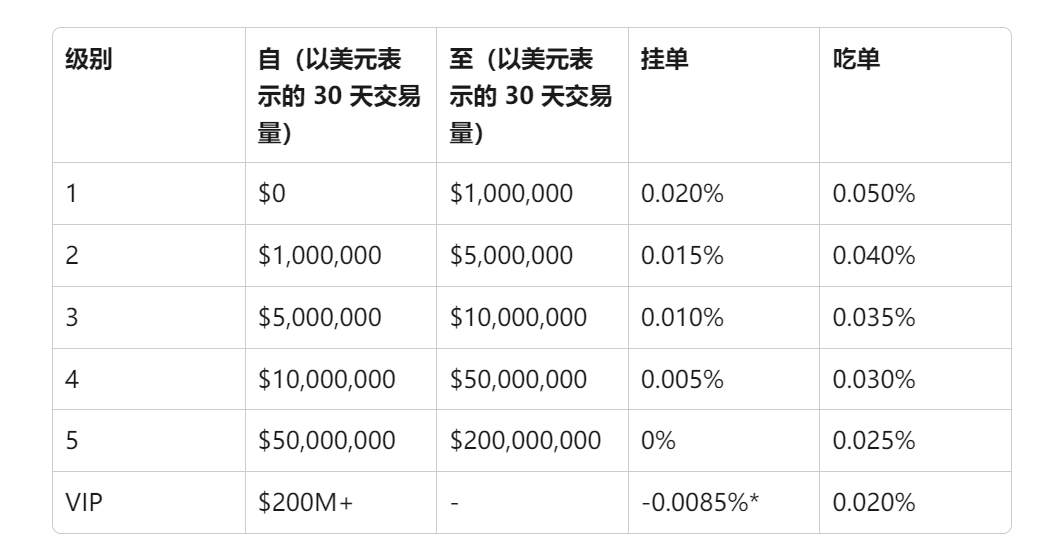 级别 自（以美元表 至（以美元表 挂单 吃单
示的 30 天交易 示的 30 天交易
量） 量）
1 $0 $1,000,000 0.020% 0.050%
2 $1,000,000 $5,000,000 0.015% 0.040%
3 $5,000,000 $10,000,000 0.010% 0.035%
4 $10,000,000 $50,000,000 0.005% 0.030%
5 $50,000,000 $200,000,000 0% 0.025%
VIP $200M+ - -0.0085%* 0.020%